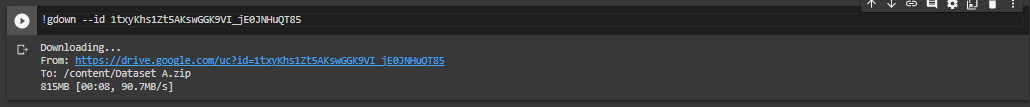 !gdown --id 1txyKhs1Zt5AKswGGK9VI_jE0JNHuQT85
Downloading...
From: https://drive.google.com/uc?id=1txyKhs1Zt5AKswGGK9VI_jE0JNHuQT85
To: /content/Dataset A.zip
815MB [00:08, 90.7MB/s]